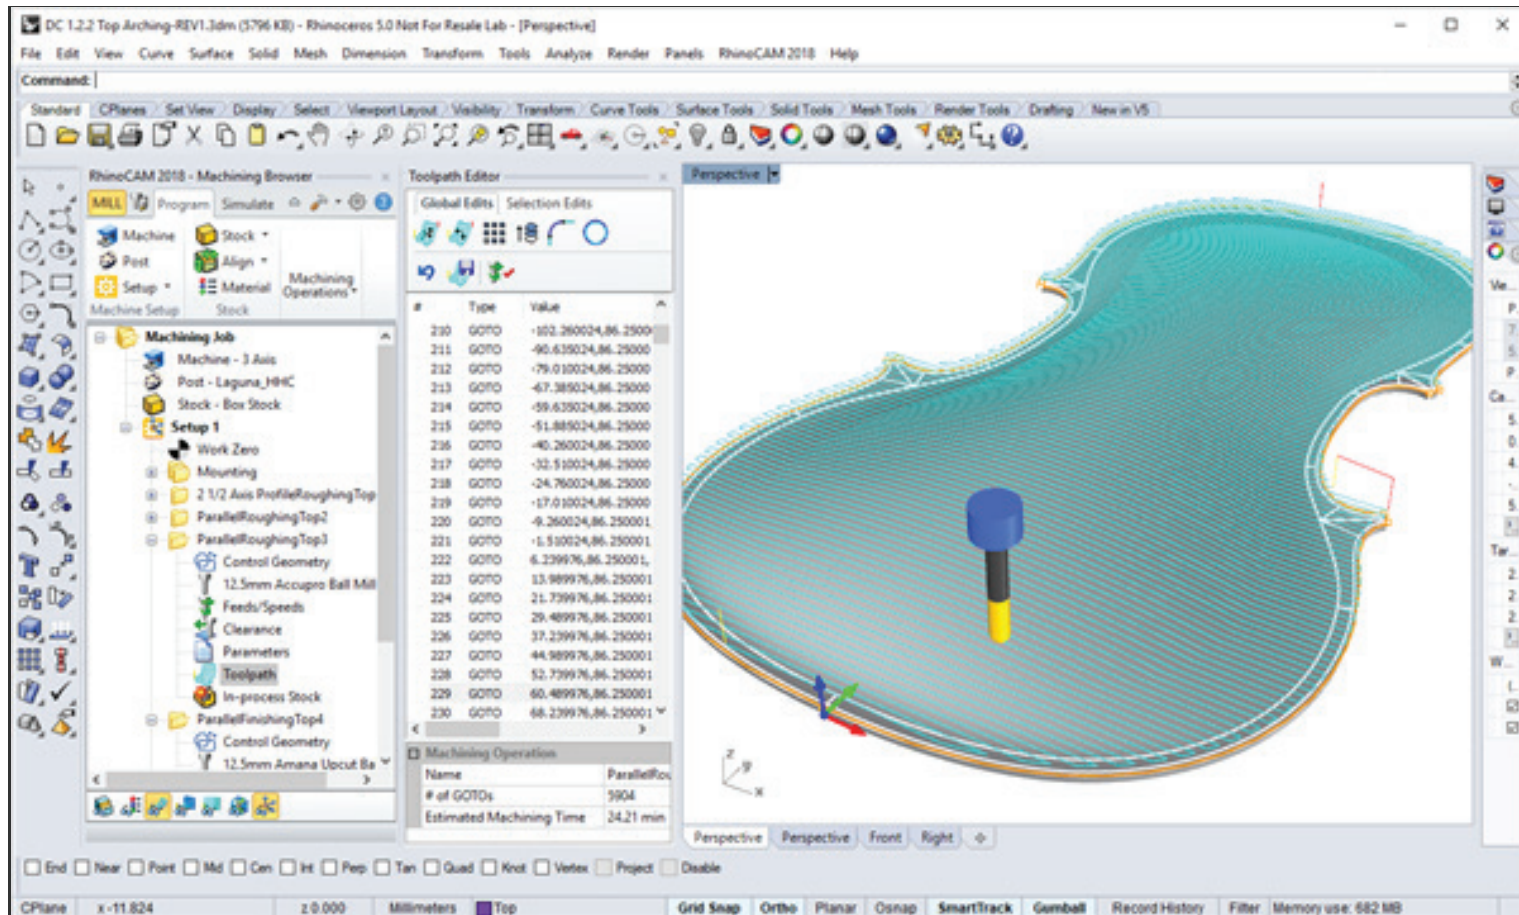 DC 1.2.2 Top Arching-REV1.3dm (5796 KB) - Rhinoceros 5.0 Not For Resale Lab - [Perspective]
File Edit View Curve Surface Solid Mesh Dimension Transform Tools Analyze Render Panels RhinoCAM 2018 Help
Command:
Standard CPlanes Set View Display Select Viewport Layout Visibility Transform Curve Tools Surface Tools Solid Tools Mesh Tools Render Tools Drafting New in V5
RhinoCAM 2018 - Machining Browser
MILL Program Simulate
Machine Stock
Post Align
Setup Material Machining Operations
Machine Setup Stock
Machining Job
Machine - 3 Axis
Post - Laguna_HHC
Stock - Box Stock
Setup 1
Work Zero
Mounting
2 1/2 Axis ProfileRoughingTop
ParallelRoughingTop2
ParallelRoughingTop3
Control Geometry
12.5mm Accupro Ball Mill
Feeds/Speeds
Clearance
Parameters
Toolpath
In-process Stock
ParallelFinishingTop4
Control Geometry
12.5mm Amana Upcut Ba
Toolpath Editor
Global Edits Selection Edits
# Type Value
210 GOTO -102.260024,86.2500
211 GOTO -90.635024,86.25000
212 GOTO -79.010024,86.25000
213 GOTO -67.385024,86.25000
214 GOTO -59.635024,86.25000
215 GOTO -51.885024,86.25000
216 GOTO -40.260024,86.25000
217 GOTO -32.510024,86.25000
218 GOTO -24.760024,86.25000
219 GOTO -17.010024,86.25000
220 GOTO -9.260024,86.250001
221 GOTO -1.510024,86.250001
222 GOTO 6.239976,86.250001,
223 GOTO 13.989976,86.250001
224 GOTO 21.739976,86.250001
225 GOTO 29.489976,86.250001
226 GOTO 37.239976,86.250001
227 GOTO 44.989976,86.250001
228 GOTO 52.739976,86.250001
229 GOTO 60.489976,86.250001
230 GOTO 68.239976,86.250001
Machining Operation
Name ParallelRou
# of GOTOs 5904
Estimated Machining Time 24.21 min
Perspective
z y x
Perspective Perspective Front Right
Ve...
P.
7.
5.
P.
Ca...
5.
0.
4.
5.
Tar...
2.
2.
2.
W...
End Near Point Mid Cen Int Perp Tan Quad Knot Vertex Project Disable
CPlane x -11.824 z 0.000 Millimeters Top Grid Snap Ortho Planar Osnap SmartTrack Gumball Record History Filter Memory use: 682 MB